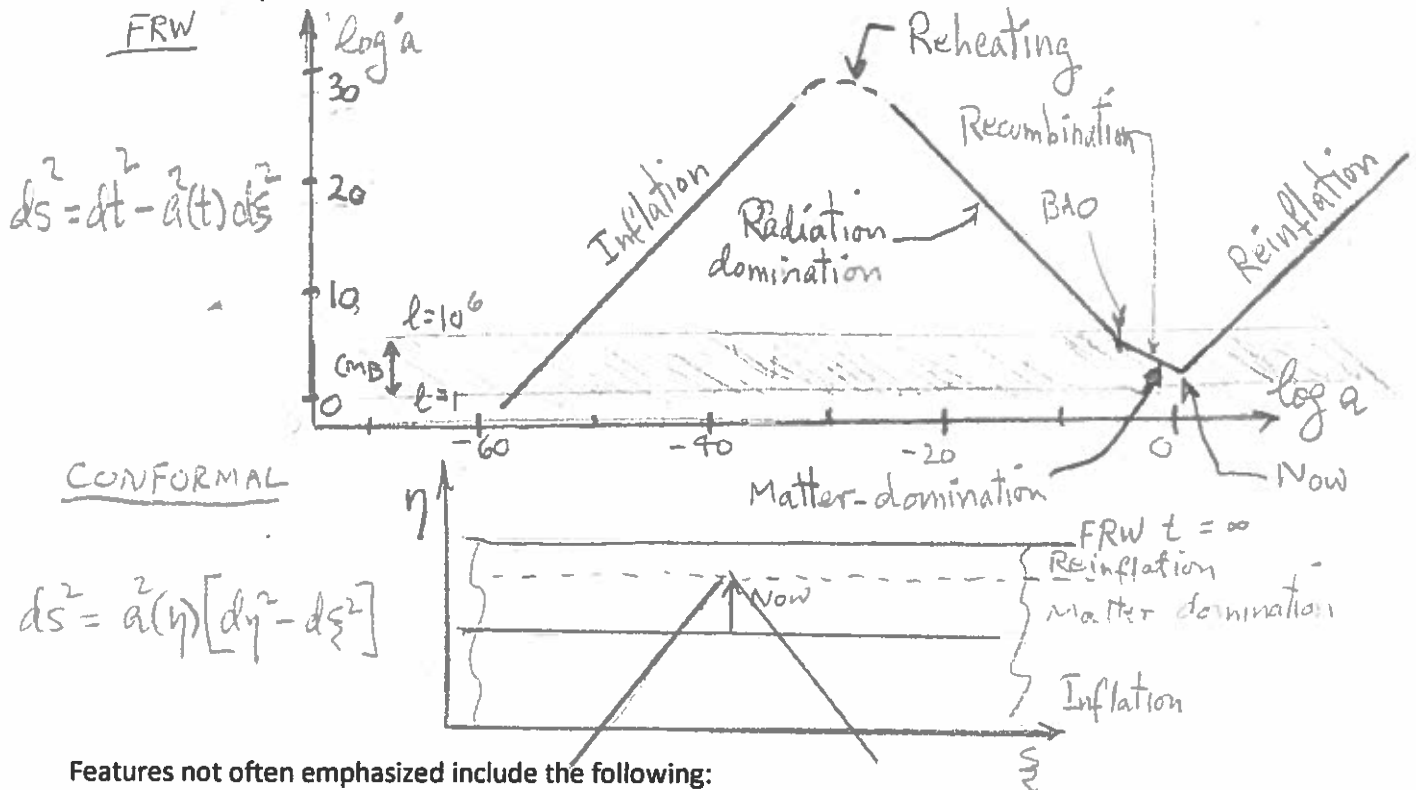 FRW
log ȧ
30
20
10
0
ds² = dt² - a²(t) dξ²
Reheating
Recumbination
BAO
Inflation
Radiation
domination
Reinflation
l=10⁶
CMB
l=1
log a
-60
-40
-20
0
Matter-domination
Now
CONFORMAL
ds² = a²(η)[dη² - dξ²]
η
FRW t = ∞
Reinflation
Now
Matter domination
Inflation
ξ
Features not often emphasized include the following: